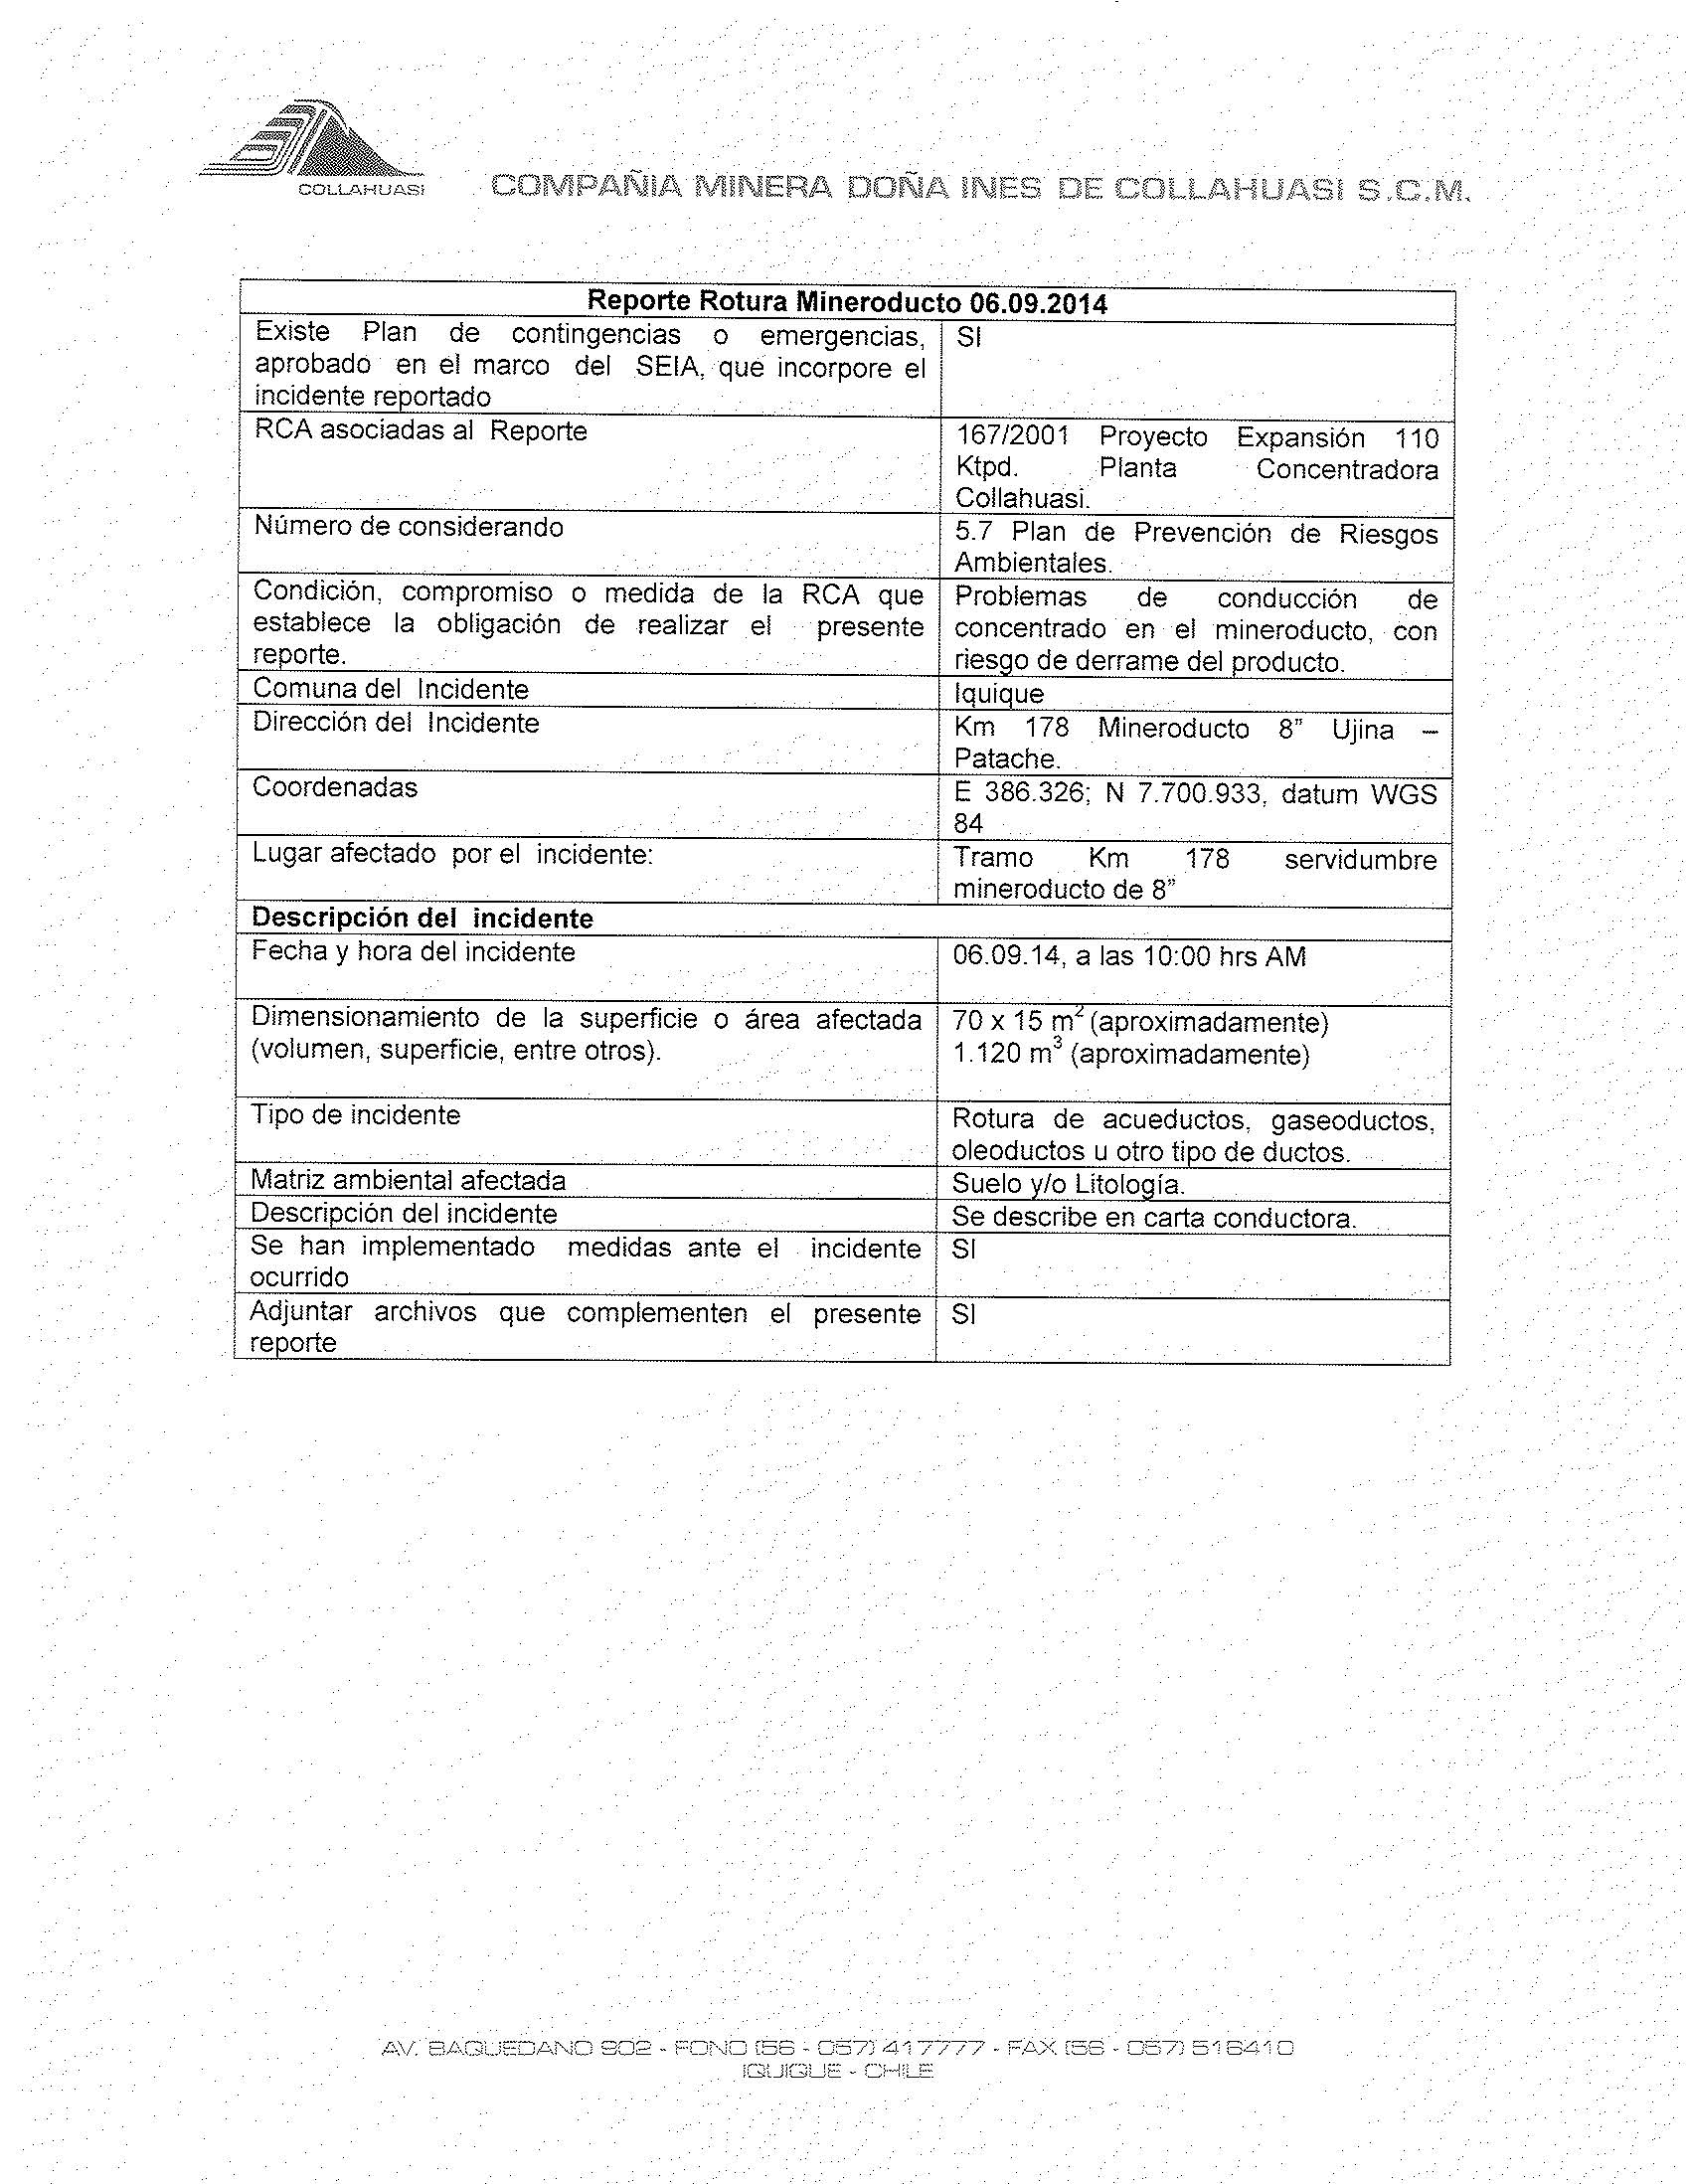 COLLAHUASI
COMPAÑIA MINERA DOÑA INES DE COLLAHUASI S.C.M.
Reporte Rotura Mineroducto 06.09.2014
Existe Plan de contingencias o emergencias,
aprobado en el marco del SEIA, que incorpore el
incidente reportado
SI
RCA asociadas al Reporte
167/2001 Proyecto Expansión 110
Ktpd. Planta Concentradora
Collahuasi.
Número de considerando
5.7 Plan de Prevención de Riesgos
Ambientales.
Condición, compromiso o medida de la RCA que
establece la obligación de realizar el presente
reporte.
Problemas de conducción de
concentrado en el mineroducto, con
riesgo de derrame del producto.
Comuna del Incidente
Iquique
Dirección del Incidente
Km 178 Mineroducto 8” Ujina –
Patache.
Coordenadas
E 386.326; N 7.700.933, datum WGS
84
Lugar afectado por el incidente:
Tramo Km 178 servidumbre
mineroducto de 8”
Descripción del incidente
Fecha y hora del incidente
06.09.14, a las 10:00 hrs AM
Dimensionamiento de la superficie o área afectada
(volumen, superficie, entre otros).
70 x 15 m² (aproximadamente)
1.120 m³ (aproximadamente)
Tipo de incidente
Rotura de acueductos, gaseoductos,
oleoductos u otro tipo de ductos.
Matriz ambiental afectada
Suelo y/o Litología.
Descripción del incidente
Se describe en carta conductora.
Se han implementado medidas ante el incidente
ocurrido
SI
Adjuntar archivos que complementen el presente
reporte
SI
AV. BAQUEDANO 902 - FONO (56 - 057) 417777 - FAX (56 - 057) 516410
IQUIQUE - CHILE